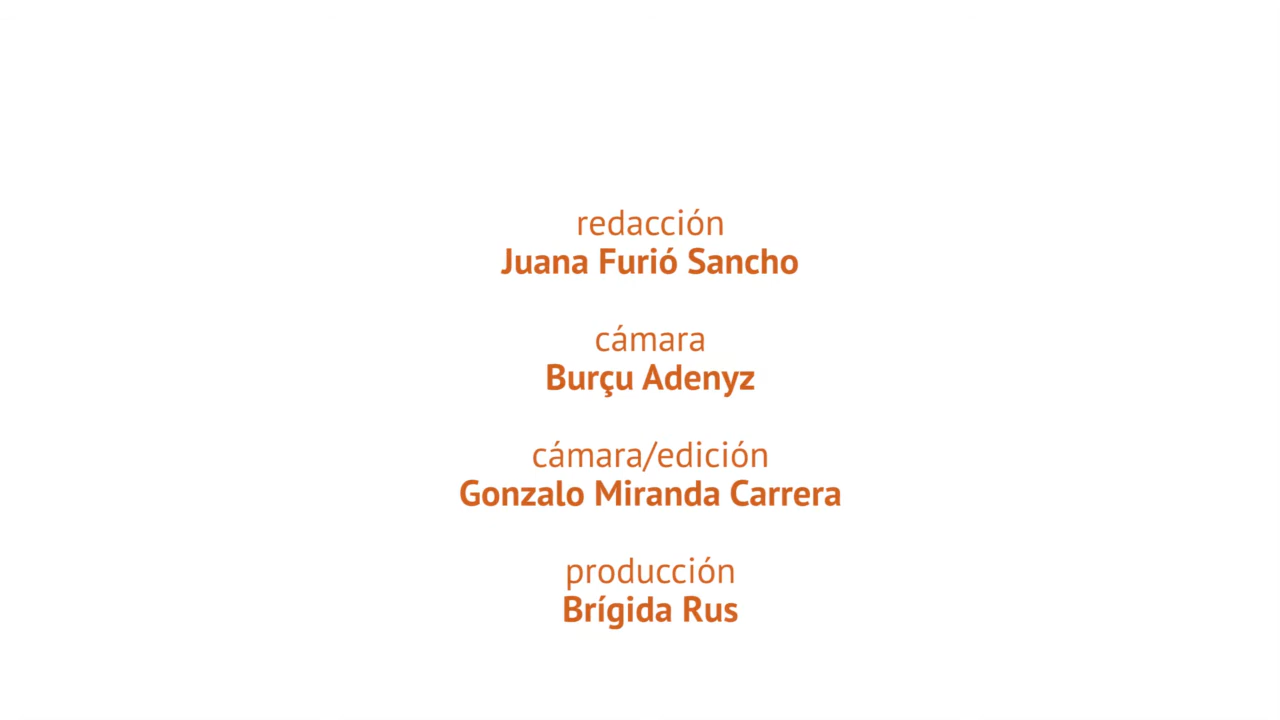 redacción
Juana Furió Sancho
cámara
Burçu Adenyz
cámara/edición
Gonzalo Miranda Carrera
producción
Brígida Rus